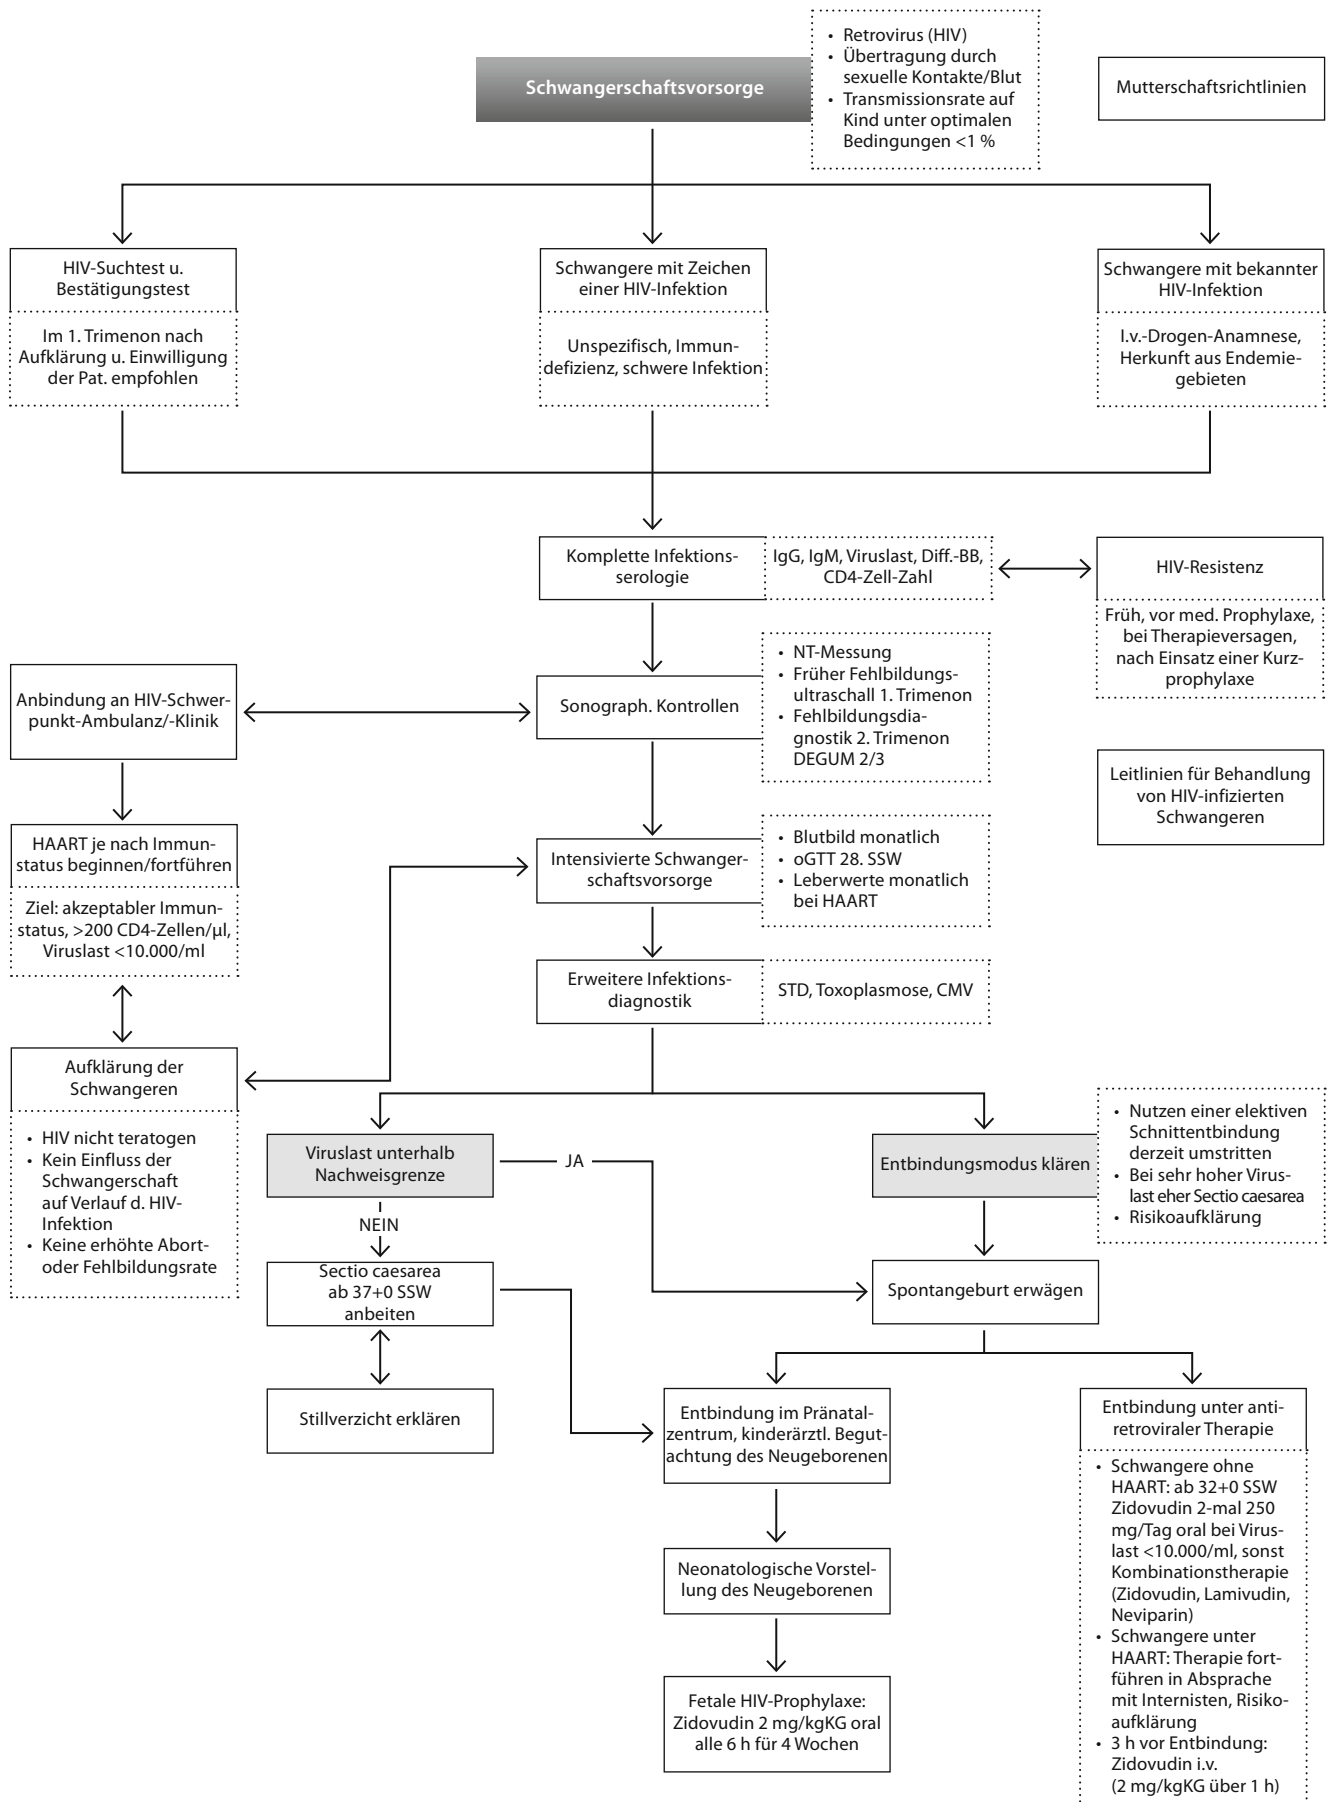 Schwangerschaftsvorsorge
• Retrovirus (HIV)
• Übertragung durch
sexuelle Kontakte/Blut
• Transmissionsrate auf
Kind unter optimalen
Bedingungen <1 %
Mutterschaftsrichtlinien
HIV-Suchtest u.
Bestätigungstest
Im 1. Trimenon nach
Aufklärung u. Einwilligung
der Pat. empfohlen
Schwangere mit Zeichen
einer HIV-Infektion
Unspezifisch, Immun-
defizienz, schwere Infektion
Schwangere mit bekannter
HIV-Infektion
I.v.-Drogen-Anamnese,
Herkunft aus Endemie-
gebieten
Komplette Infektions-
serologie
IgG, IgM, Viruslast, Diff.-BB,
CD4-Zell-Zahl
HIV-Resistenz
Früh, vor med. Prophylaxe,
bei Therapieversagen,
nach Einsatz einer Kurz-
prophylaxe
Anbindung an HIV-Schwer-
punkt-Ambulanz/-Klinik
Sonograph. Kontrollen
• NT-Messung
• Früher Fehlbildungs-
ultraschall 1. Trimenon
• Fehlbildungsdia-
gnostik 2. Trimenon
DEGUM 2/3
Leitlinien für Behandlung
von HIV-infizierten
Schwangeren
HAART je nach Immun-
status beginnen/fortführen
Ziel: akzeptabler Immun-
status, >200 CD4-Zellen/µl,
Viruslast <10.000/ml
Intensivierte Schwanger-
schaftsvorsorge
• Blutbild monatlich
• oGTT 28. SSW
• Leberwerte monatlich
bei HAART
Erweitere Infektions-
diagnostik
STD, Toxoplasmose, CMV
Aufklärung der
Schwangeren
• HIV nicht teratogen
• Kein Einfluss der
Schwangerschaft
auf Verlauf d. HIV-
Infektion
• Keine erhöhte Abort-
oder Fehlbildungsrate
Viruslast unterhalb
Nachweisgrenze
JA
NEIN
Entbindungsmodus klären
• Nutzen einer elektiven
Schnittentbindung
derzeit umstritten
• Bei sehr hoher Virus-
last eher Sectio caesarea
• Risikoaufklärung
Sectio caesarea
ab 37+0 SSW
anbeiten
Spontangeburt erwägen
Stillverzicht erklären
Entbindung im Pränatal-
zentrum, kinderärztl. Begut-
achtung des Neugeborenen
Entbindung unter anti-
retroviraler Therapie
• Schwangere ohne
HAART: ab 32+0 SSW
Zidovudin 2-mal 250
mg/Tag oral bei Virus-
last <10.000/ml, sonst
Kombinationstherapie
(Zidovudin, Lamivudin,
Neviparin)
• Schwangere unter
HAART: Therapie fort-
führen in Absprache
mit Internisten, Risiko-
aufklärung
• 3 h vor Entbindung:
Zidovudin i.v.
(2 mg/kgKG über 1 h)
Neonatologische Vorstel-
lung des Neugeborenen
Fetale HIV-Prophylaxe:
Zidovudin 2 mg/kgKG oral
alle 6 h für 4 Wochen